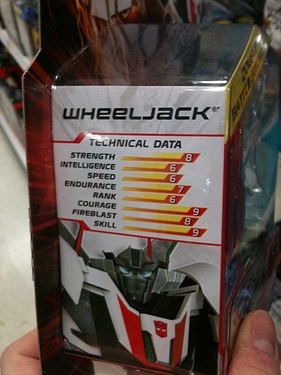 WHEELJACK®
TECHNICAL DATA
STRENGTH 8
INTELLIGENCE 6
SPEED 6
ENDURANCE 7
RANK 6
COURAGE 9
FIREBLAST 8
SKILL 9